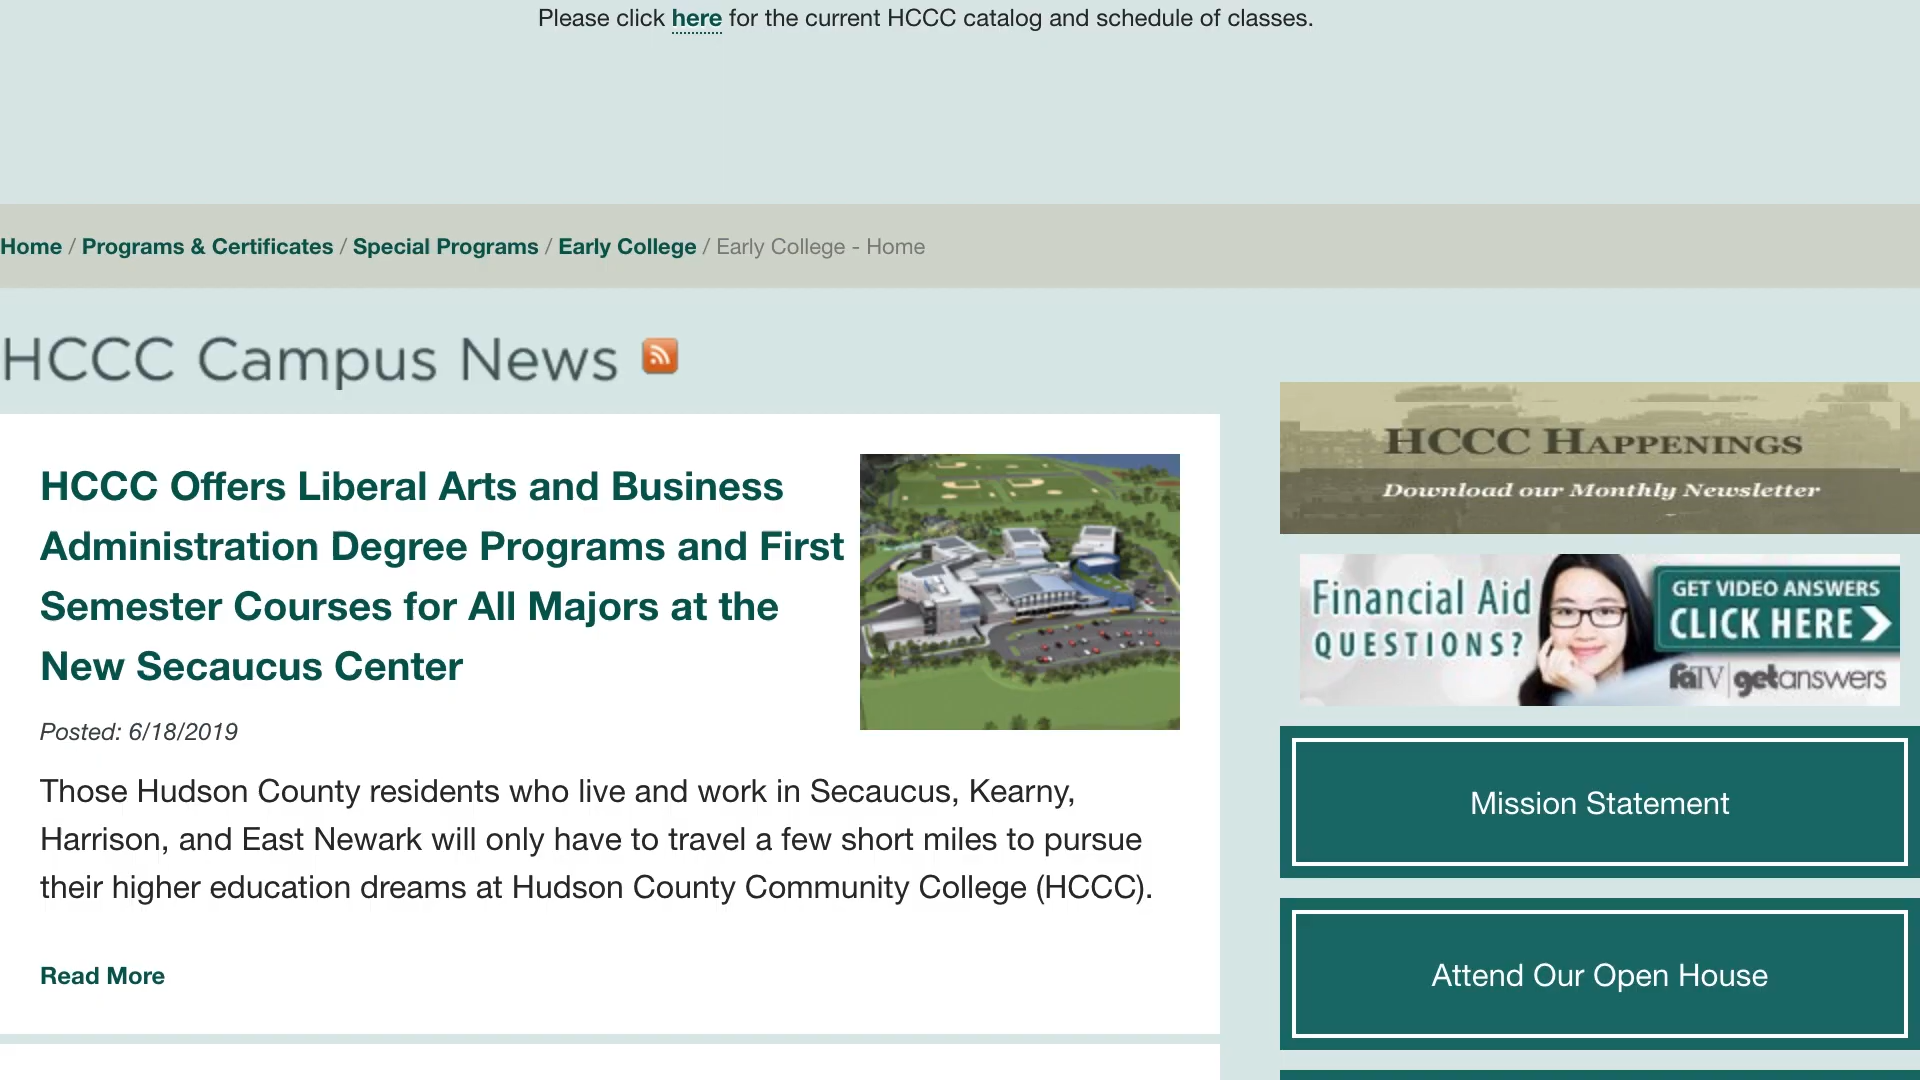 Please click here for the current HCCC catalog and schedule of classes.
Home / Programs & Certificates / Special Programs / Early College / Early College - Home
HCCC Campus News
HCCC Offers Liberal Arts and Business
Administration Degree Programs and First
Semester Courses for All Majors at the
New Secaucus Center
Posted: 6/18/2019
Those Hudson County residents who live and work in Secaucus, Kearny,
Harrison, and East Newark will only have to travel a few short miles to pursue
their higher education dreams at Hudson County Community College (HCCC).
Read More
HCCC Happenings
Download our Monthly Newsletter
Financial Aid
QUESTIONS?
GET VIDEO ANSWERS
CLICK HERE
faTV getanswers
Mission Statement
Attend Our Open House